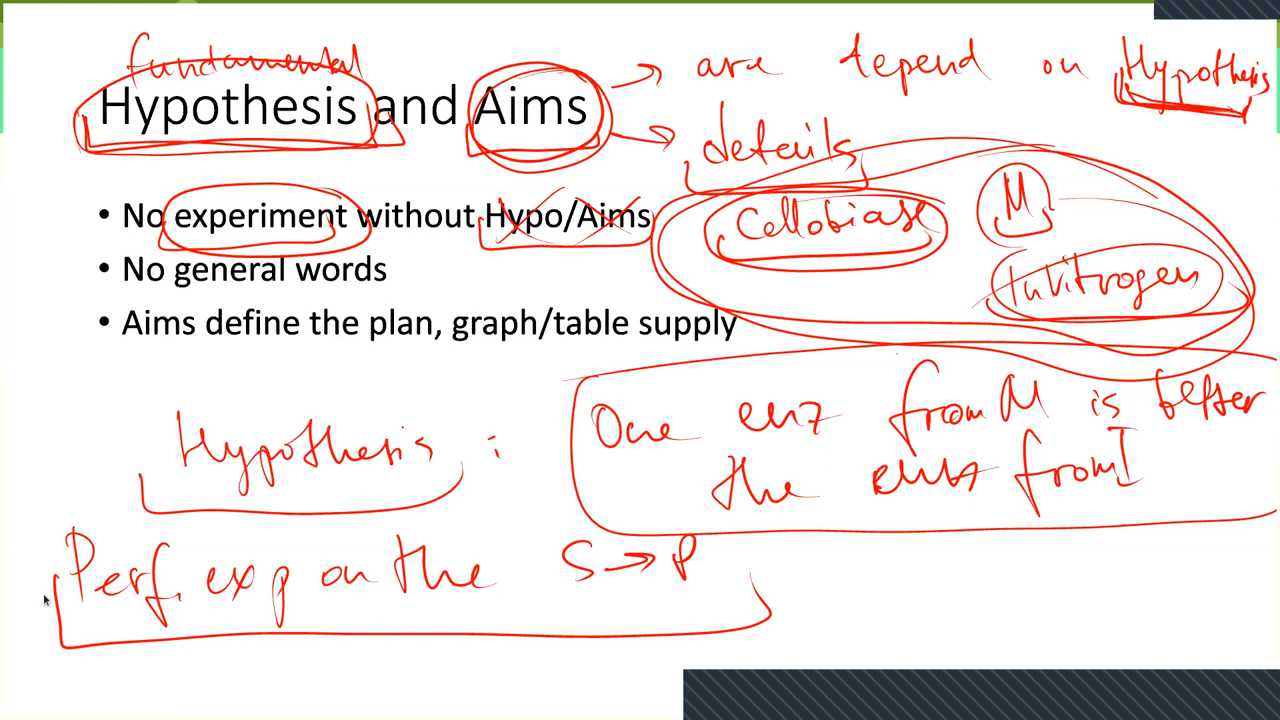 fundamental
Hypothesis and Aims
→ are depend on Hypothesis
→ details
• No experiment without Hypo/Aims
Cellobiase M
Invitrogen
• No general words
• Aims define the plan, graph/table supply
Hypothesis : One enz from M is better
the from I
Perf. exp on the S → P